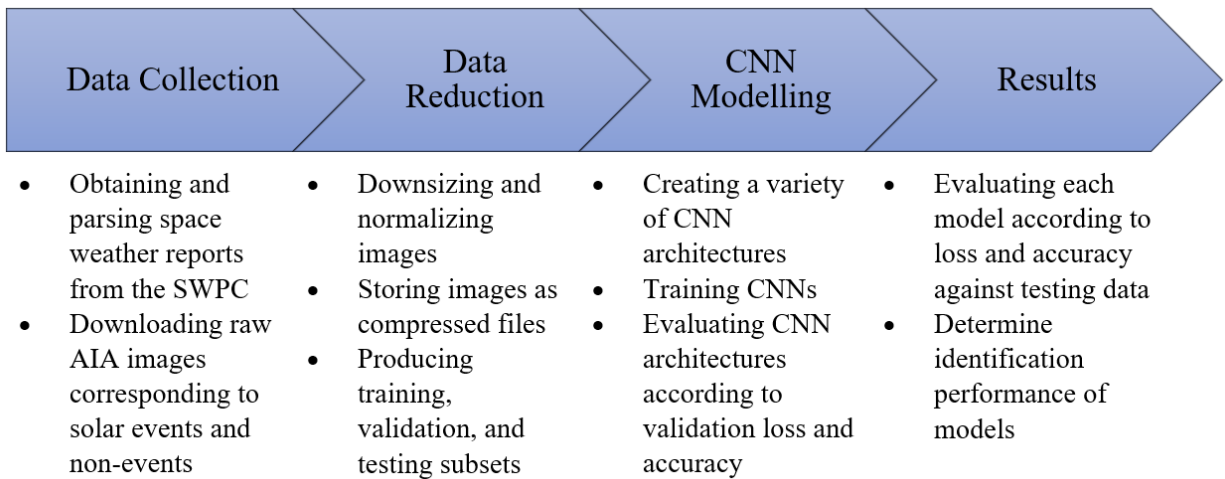 Data Collection
Data
Reduction
CNN
Modelling
Results
• Obtaining and
parsing space
weather reports
from the SWPC
• Downloading raw
AIA images
corresponding to
solar events and
non-events
• Downsizing and
normalizing
images
• Storing images as
compressed files
• Producing
training,
validation, and
testing subsets
• Creating a variety
of CNN
architectures
• Training CNNs
• Evaluating CNN
architectures
according to
validation loss and
accuracy
• Evaluating each
model according to
loss and accuracy
against testing data
• Determine
identification
performance of
models